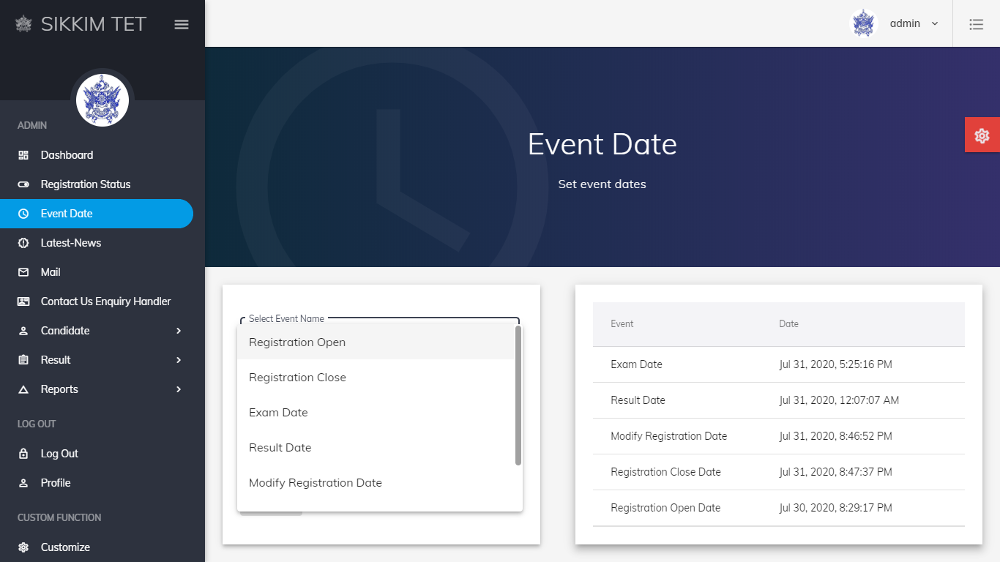 SIKKIM TET
admin
ADMIN
Dashboard
Registration Status
Event Date
Latest-News
Mail
Contact Us Enquiry Handler
Candidate
Result
Reports
LOG OUT
Log Out
Profile
CUSTOM FUNCTION
Customize
Event Date
Set event dates
Select Event Name
Registration Open
Registration Close
Exam Date
Result Date
Modify Registration Date
Event Date
Exam Date Jul 31, 2020, 5:25:16 PM
Result Date Jul 31, 2020, 12:07:07 AM
Modify Registration Date Jul 31, 2020, 8:46:52 PM
Registration Close Date Jul 31, 2020, 8:47:37 PM
Registration Open Date Jul 30, 2020, 8:29:17 PM